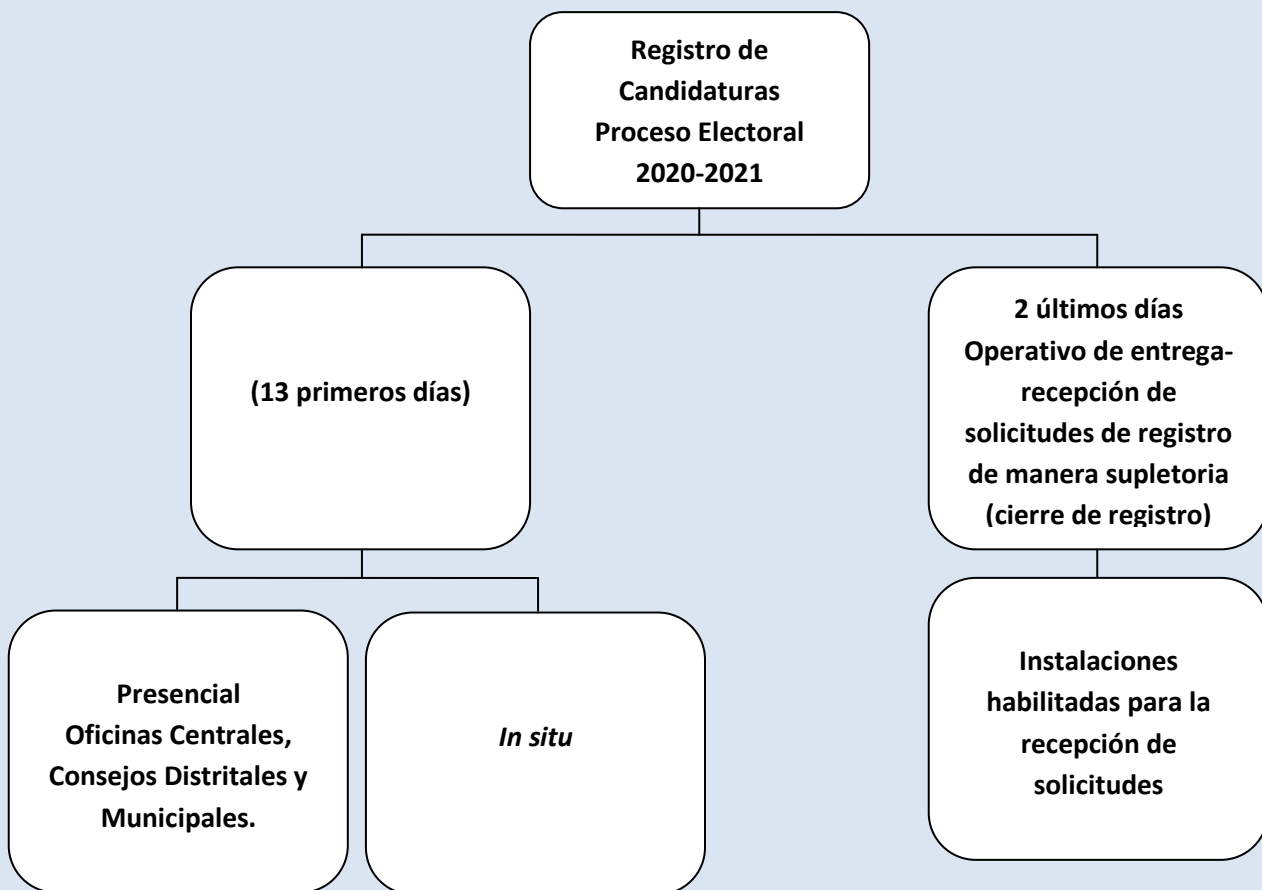 Registro de
Candidaturas
Proceso Electoral
2020-2021
(13 primeros días)
2 últimos días
Operativo de entrega-
recepción de
solicitudes de registro
de manera supletoria
(cierre de registro)
Presencial
Oficinas Centrales,
Consejos Distritales y
Municipales.
In situ
Instalaciones
habilitadas para la
recepción de
solicitudes